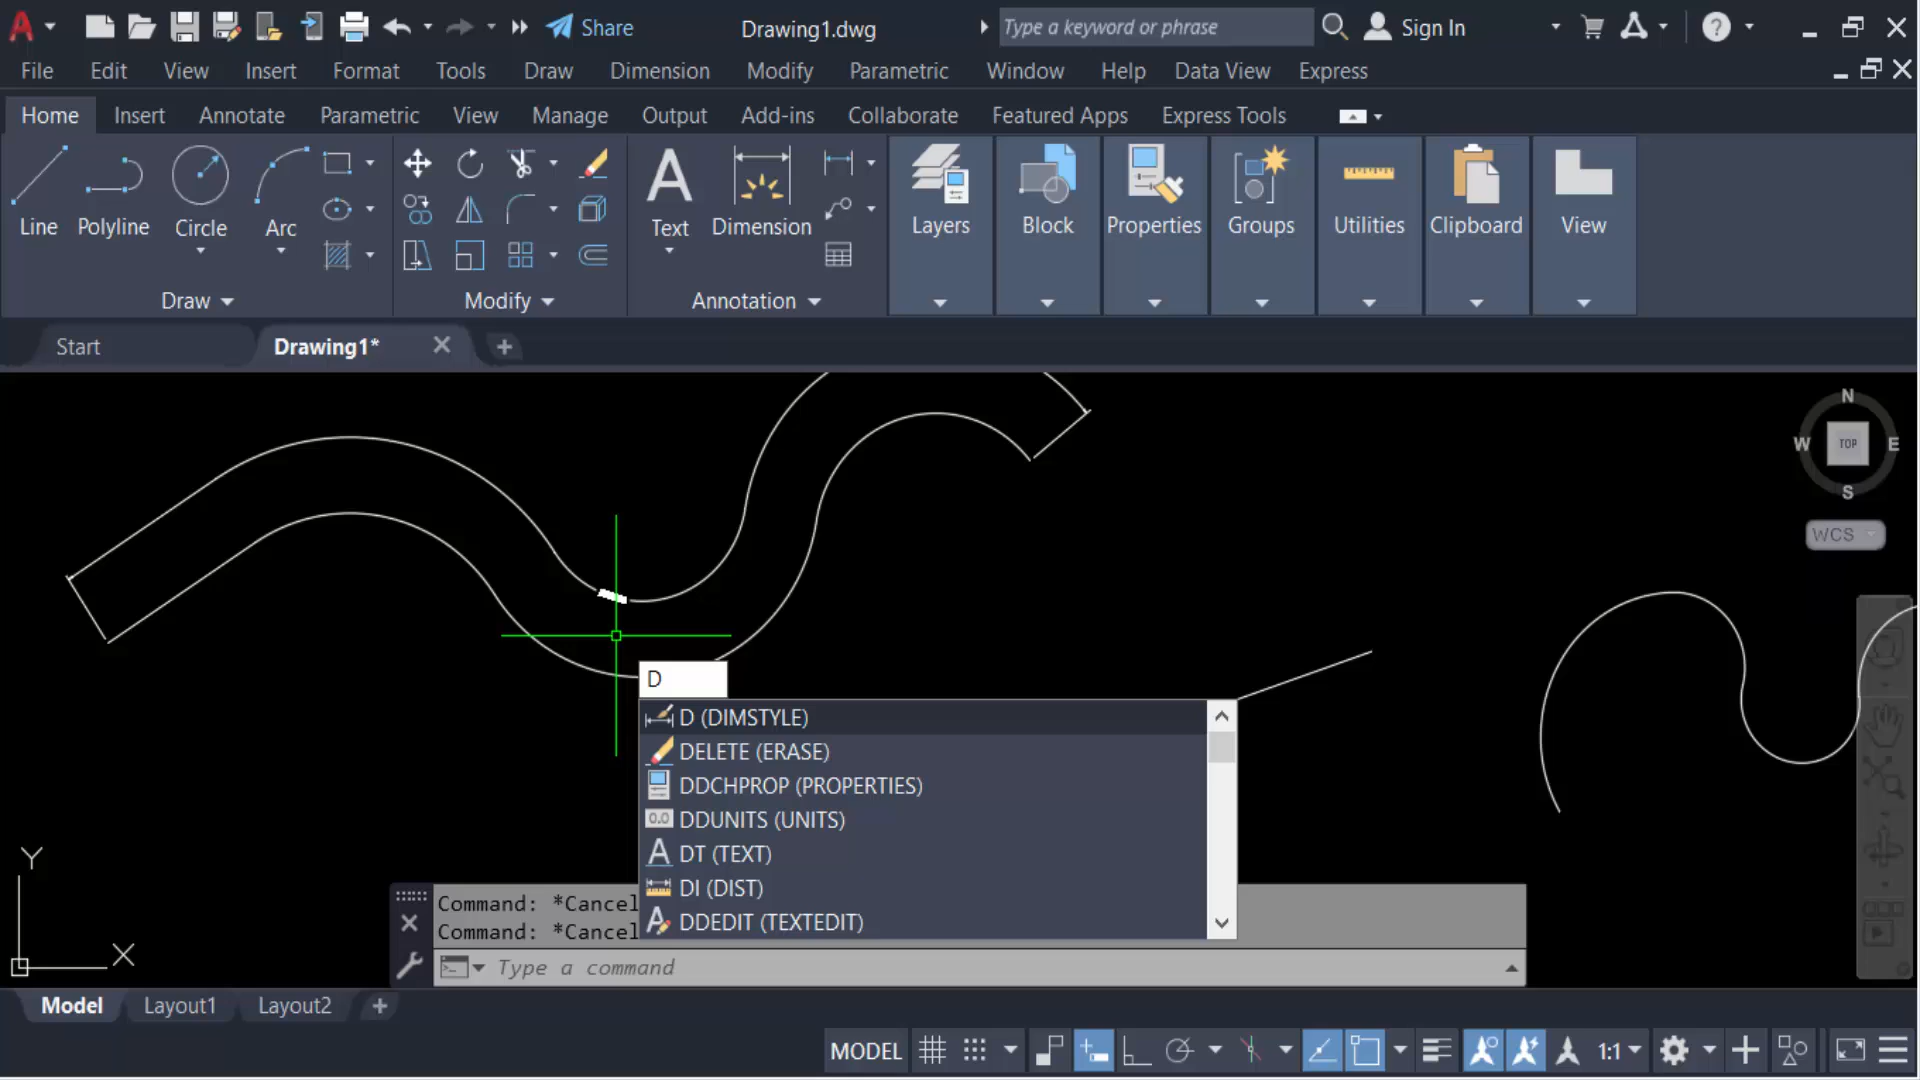 Share
Drawing1.dwg
Type a keyword or phrase
Sign In
File Edit View Insert Format Tools Draw Dimension Modify Parametric Window Help Data View Express
Home Insert Annotate Parametric View Manage Output Add-ins Collaborate Featured Apps Express Tools
Line Polyline Circle Arc
Text Dimension
Layers Block Properties Groups Utilities Clipboard View
Draw Modify Annotation
Start Drawing1*
N
W TOP E
S
WCS
D
D (DIMSTYLE)
DELETE (ERASE)
DDCHPROP (PROPERTIES)
DDUNITS (UNITS)
DT (TEXT)
DI (DIST)
DDEDIT (TEXTEDIT)
Y
X
Command: *Cancel
Command: *Cancel
Type a command
Model Layout1 Layout2
MODEL 1:1